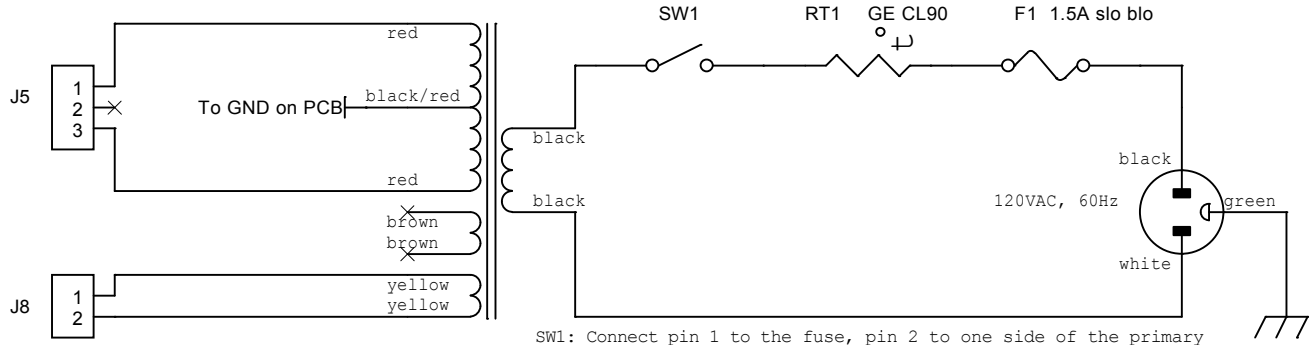 SW1
RT1 GE CL90
F1 1.5A slo blo
red
J5
1
2
3
To GND on PCB
black/red
red
black
black
black
120VAC, 60Hz
green
white
brown
brown
J8
1
2
yellow
yellow
SW1: Connect pin 1 to the fuse, pin 2 to one side of the primary